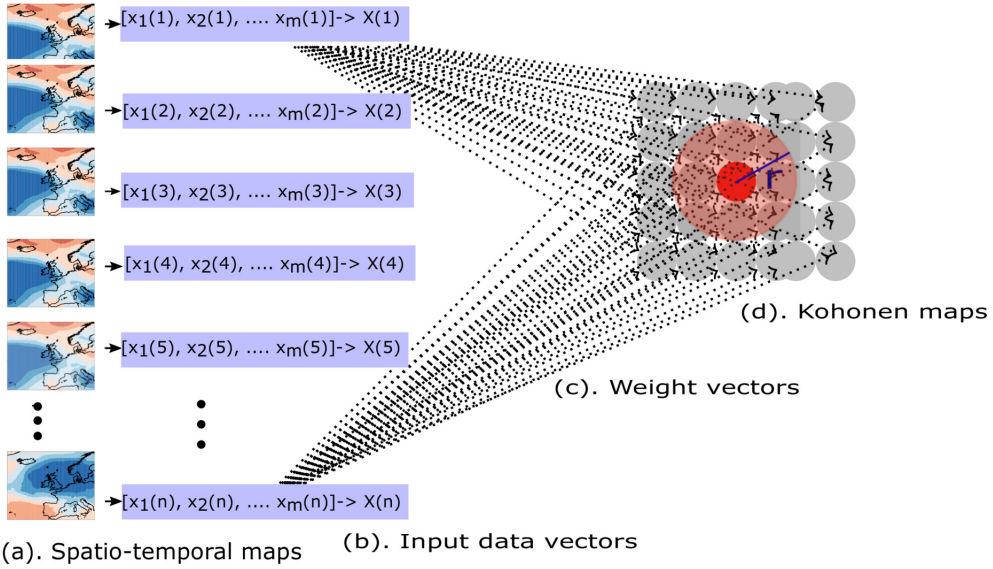 [x1(1), x2(1), .... xm(1)]-> X(1)
[x1(2), x2(2), .... xm(2)]-> X(2)
[x1(3), x2(3), .... xm(3)]-> X(3)
[x1(4), x2(4), .... xm(4)]-> X(4)
[x1(5), x2(5), .... xm(5)]-> X(5)
[x1(n), x2(n), .... xm(n)]-> X(n)
r
(d). Kohonen maps
(c). Weight vectors
(b). Input data vectors
(a). Spatio-temporal maps